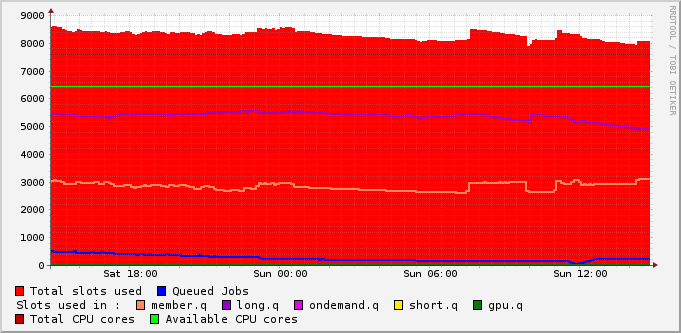 9000
8000
7000
6000
5000
4000
3000
2000
1000
0
Sat 18:00 Sun 00:00 Sun 06:00 Sun 12:00
Total slots used Queued Jobs
Slots used in : member.q long.q ondemand.q short.q gpu.q
Total CPU cores Available CPU cores
RRDTOOL / TOBI OETIKER